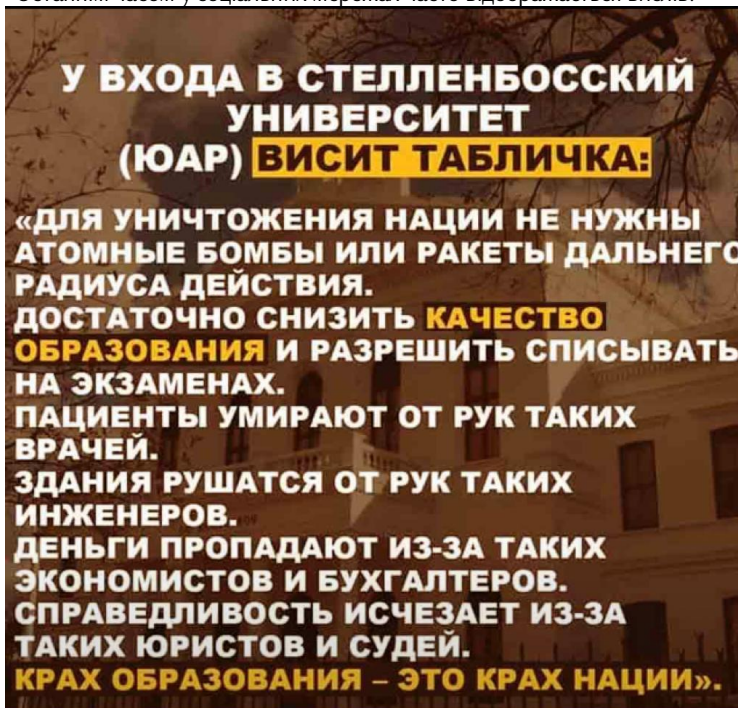 У ВХОДА В СТЕЛЛЕНБОССКИЙ
УНИВЕРСИТЕТ
(ЮАР) ВИСИТ ТАБЛИЧКА:
«ДЛЯ УНИЧТОЖЕНИЯ НАЦИИ НЕ НУЖНЫ
АТОМНЫЕ БОМБЫ ИЛИ РАКЕТЫ ДАЛЬНЕГО
РАДИУСА ДЕЙСТВИЯ.
ДОСТАТОЧНО СНИЗИТЬ КАЧЕСТВО
ОБРАЗОВАНИЯ И РАЗРЕШИТЬ СПИСЫВАТЬ
НА ЭКЗАМЕНАХ.
ПАЦИЕНТЫ УМИРАЮТ ОТ РУК ТАКИХ
ВРАЧЕЙ.
ЗДАНИЯ РУШАТСЯ ОТ РУК ТАКИХ
ИНЖЕНЕРОВ.
ДЕНЬГИ ПРОПАДАЮТ ИЗ-ЗА ТАКИХ
ЭКОНОМИСТОВ И БУХГАЛТЕРОВ.
СПРАВЕДЛИВОСТЬ ИСЧЕЗАЕТ ИЗ-ЗА
ТАКИХ ЮРИСТОВ И СУДЕЙ.
КРАХ ОБРАЗОВАНИЯ – ЭТО КРАХ НАЦИИ».